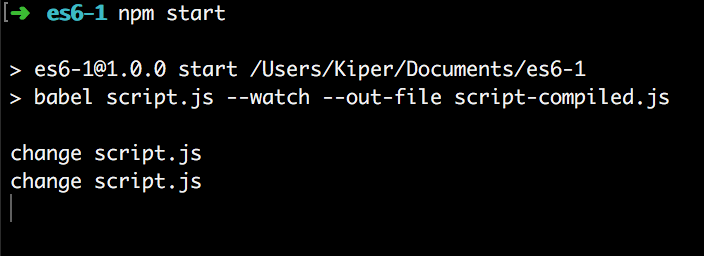 [➜ es6-1 npm start
> es6-1@1.0.0 start /Users/Kiper/Documents/es6-1
> babel script.js --watch --out-file script-compiled.js
change script.js
change script.js